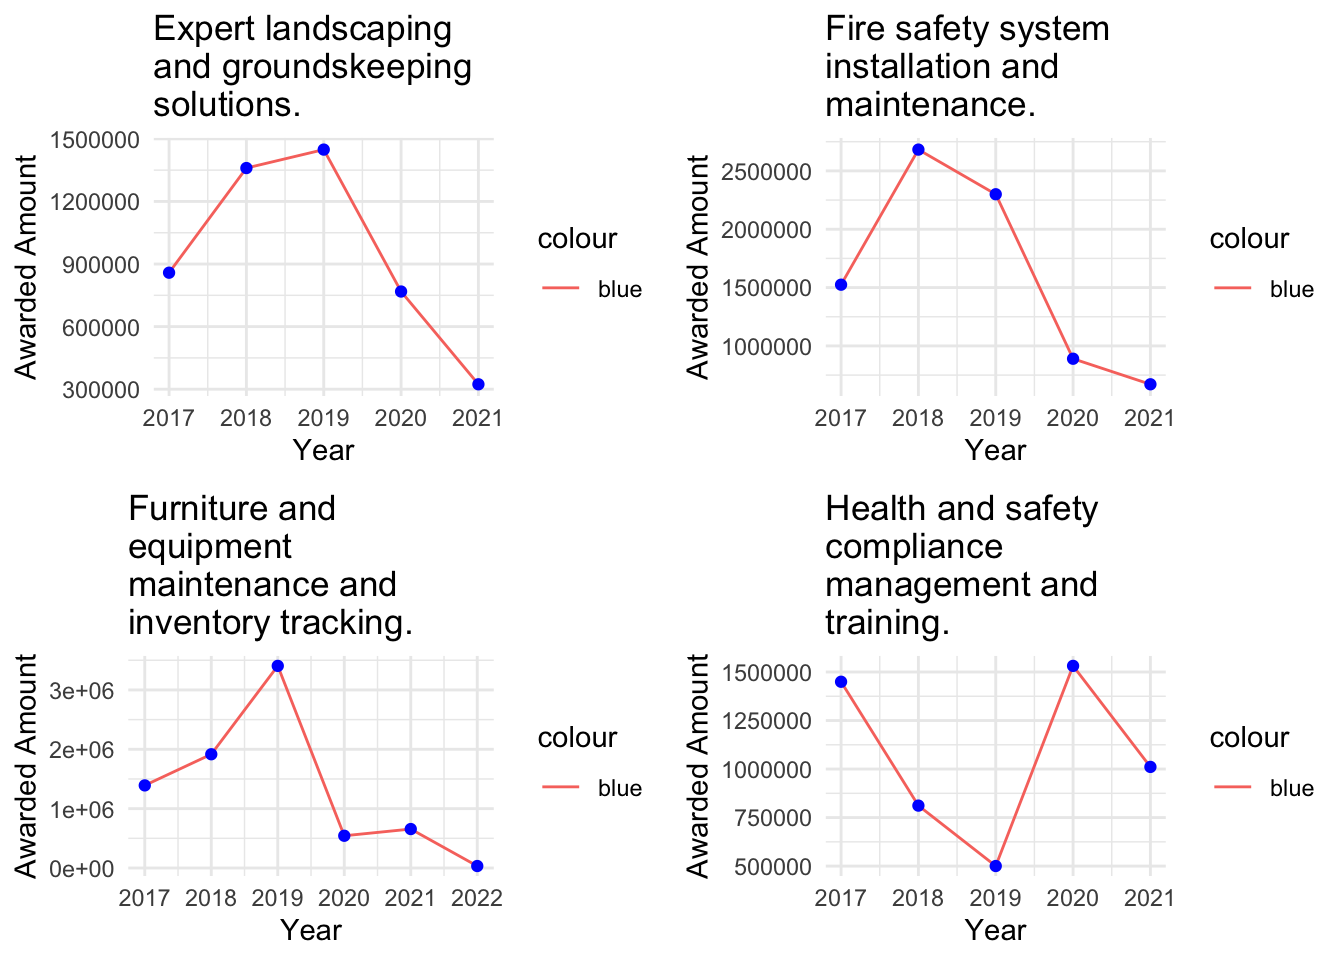 Expert landscaping
and groundskeeping
solutions.
Awarded Amount
1500000
1200000
900000
600000
300000
2017 2018 2019 2020 2021
Year
colour
blue
Fire safety system
installation and
maintenance.
Awarded Amount
2500000
2000000
1500000
1000000
2017 2018 2019 2020 2021
Year
colour
blue
Furniture and
equipment
maintenance and
inventory tracking.
Awarded Amount
3e+06
2e+06
1e+06
0e+00
2017 2018 2019 2020 2021 2022
Year
colour
blue
Health and safety
compliance
management and
training.
Awarded Amount
1500000
1250000
1000000
750000
500000
2017 2018 2019 2020 2021
Year
colour
blue